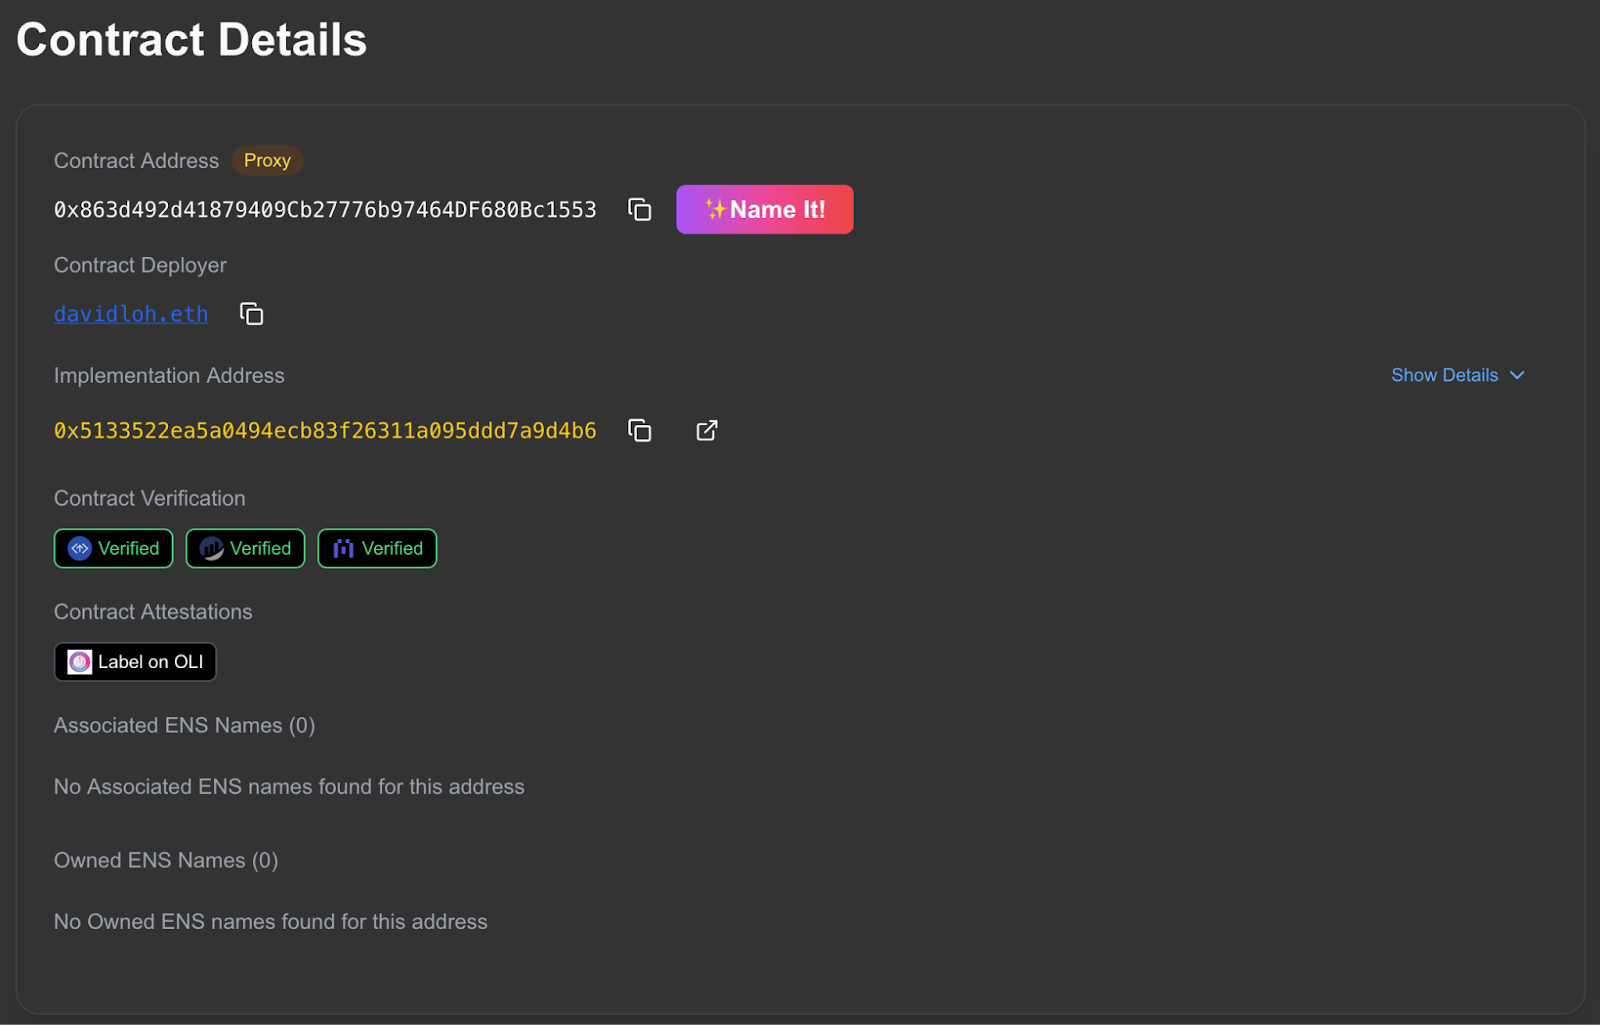 Contract Details
Contract Address Proxy
0x863d492d41879409Cb27776b97464DF680Bc1553 ✨Name It!
Contract Deployer
davidloh.eth
Implementation Address Show Details
0x5133522ea5a0494ecb83f26311a095ddd7a9d4b6
Contract Verification
Verified Verified Verified
Contract Attestations
Label on OLI
Associated ENS Names (0)
No Associated ENS names found for this address
Owned ENS Names (0)
No Owned ENS names found for this address